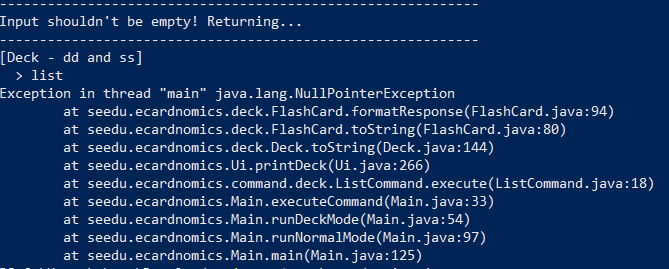 ------------------------------------------------------------
Input shouldn't be empty! Returning...
------------------------------------------------------------
[Deck - dd and ss]
  > list
Exception in thread "main" java.lang.NullPointerException
        at seedu.ecardnomics.deck.FlashCard.formatResponse(FlashCard.java:94)
        at seedu.ecardnomics.deck.FlashCard.toString(FlashCard.java:80)
        at seedu.ecardnomics.deck.Deck.toString(Deck.java:144)
        at seedu.ecardnomics.Ui.printDeck(Ui.java:266)
        at seedu.ecardnomics.command.deck.ListCommand.execute(ListCommand.java:18)
        at seedu.ecardnomics.Main.executeCommand(Main.java:33)
        at seedu.ecardnomics.Main.runDeckMode(Main.java:54)
        at seedu.ecardnomics.Main.runNormalMode(Main.java:97)
        at seedu.ecardnomics.Main.main(Main.java:125)